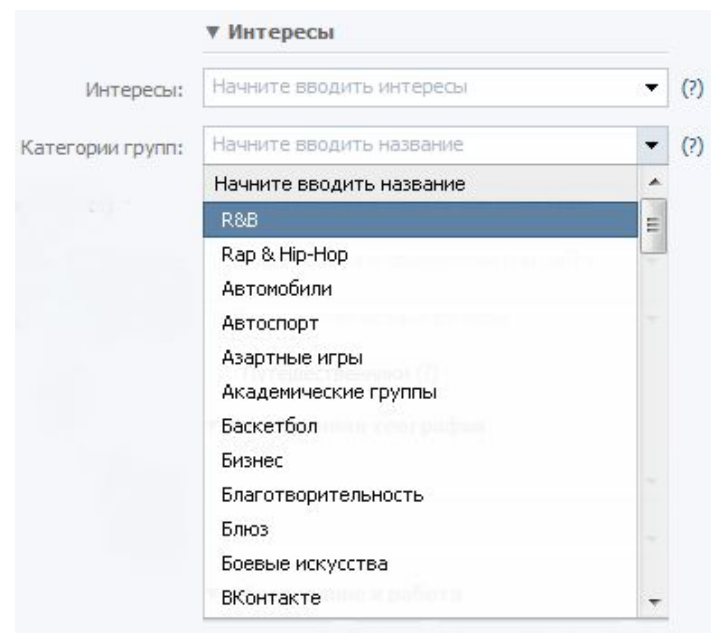 ▼ Интересы
Интересы: Начните вводить интересы (?)
Категории групп: Начните вводить название (?)
Начните вводить название
R&B
Rap & Hip-Hop
Автомобили
Автоспорт
Азартные игры
Академические группы
Баскетбол
Бизнес
Благотворительность
Блюз
Боевые искусства
ВКонтакте